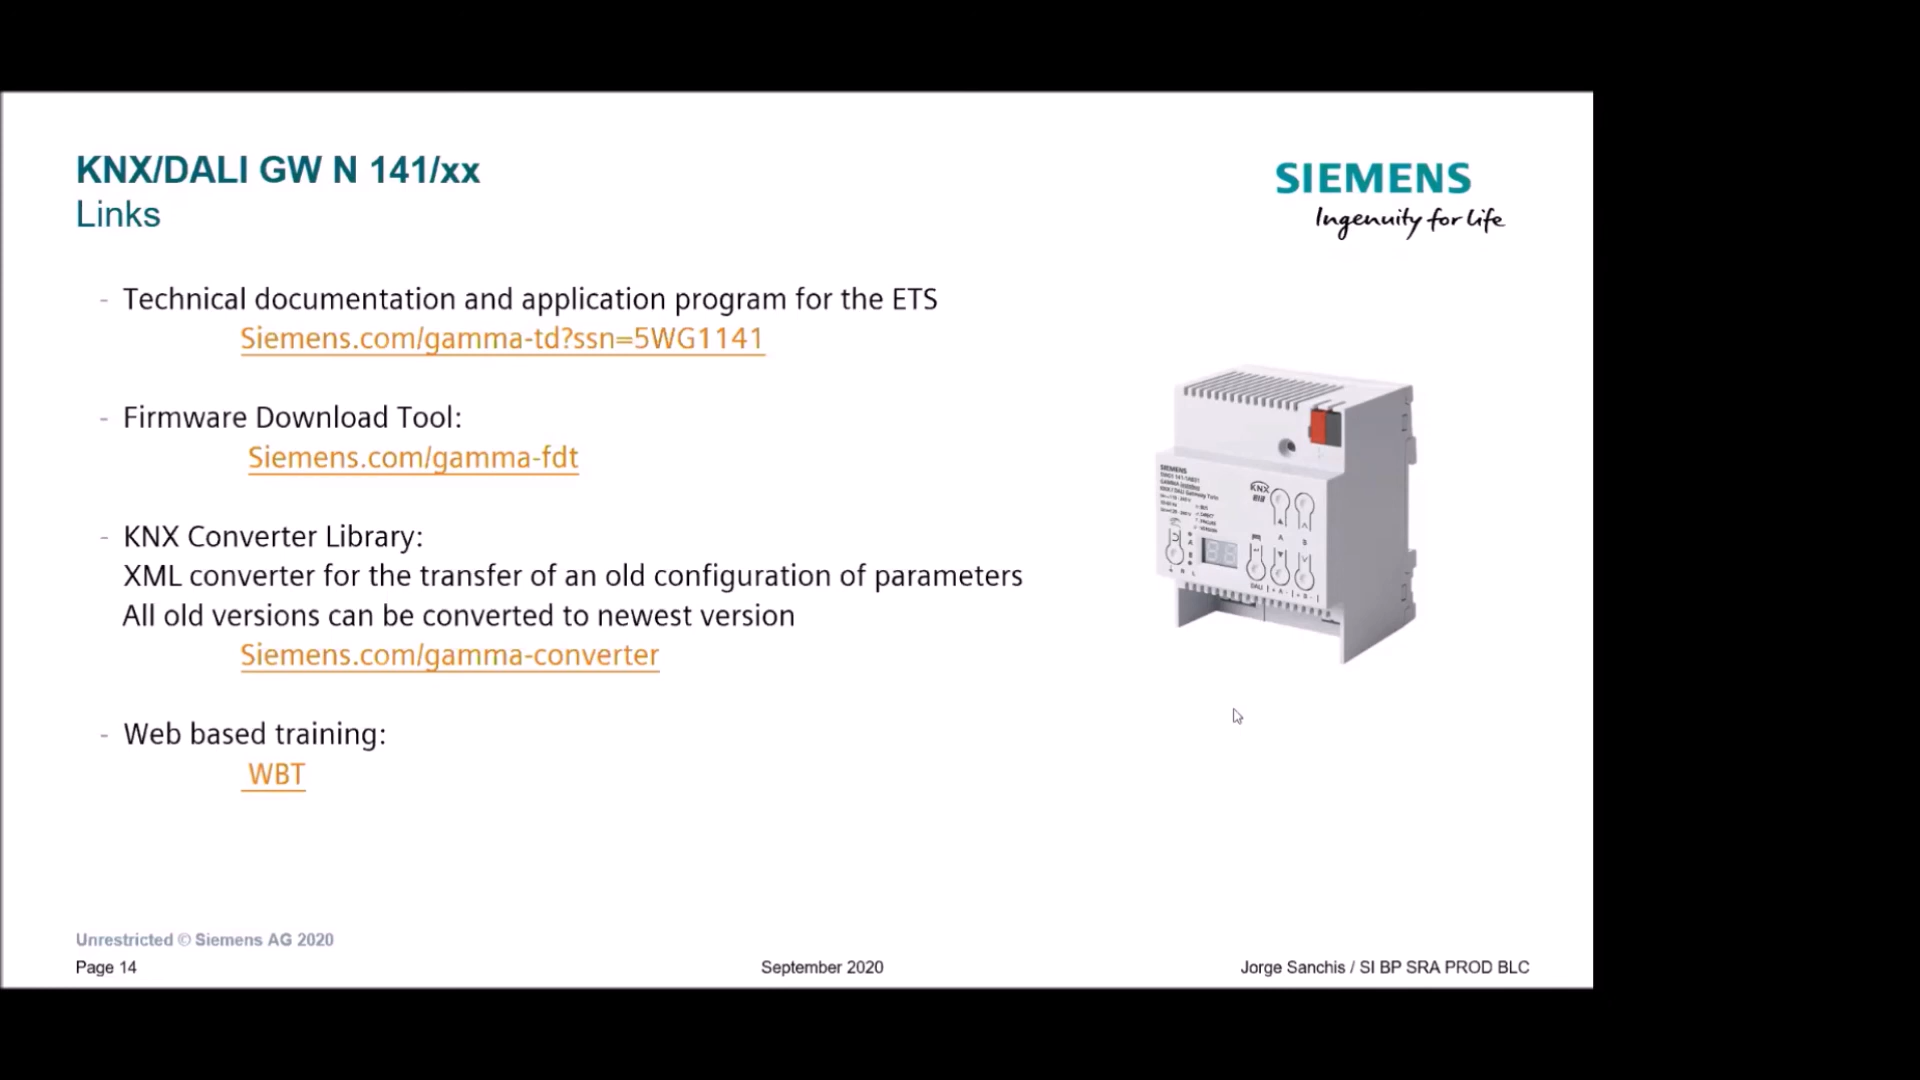 KNX/DALI GW N 141/xx
Links
SIEMENS
Ingenuity for life
- Technical documentation and application program for the ETS
Siemens.com/gamma-td?ssn=5WG1141
- Firmware Download Tool:
Siemens.com/gamma-fdt
- KNX Converter Library:
XML converter for the transfer of an old configuration of parameters
All old versions can be converted to newest version
Siemens.com/gamma-converter
- Web based training:
WBT
SIEMENS
KNX
A B
DALI
Unrestricted © Siemens AG 2020
Page 14
September 2020
Jorge Sanchis / SI BP SRA PROD BLC